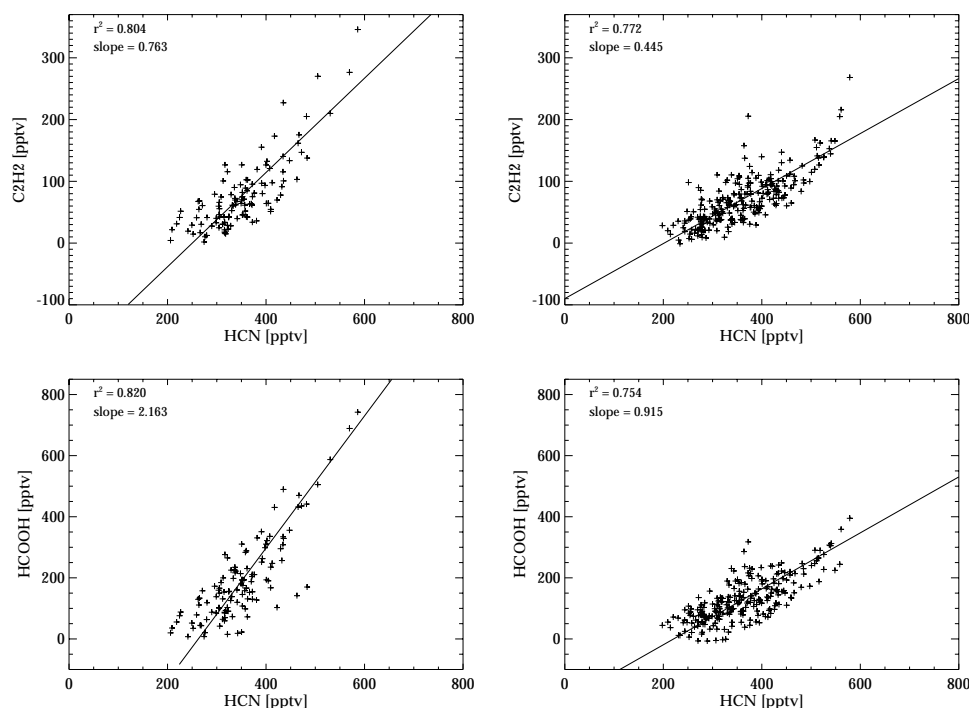 r² = 0.804
slope = 0.763
300
200
100
0
-100
C2H2 [pptv]
0 200 400 600 800
HCN [pptv]
r² = 0.772
slope = 0.445
300
200
100
0
-100
C2H2 [pptv]
0 200 400 600 800
HCN [pptv]
r² = 0.820
slope = 2.163
800
600
400
200
0
HCOOH [pptv]
0 200 400 600 800
HCN [pptv]
r² = 0.754
slope = 0.915
800
600
400
200
0
HCOOH [pptv]
0 200 400 600 800
HCN [pptv]